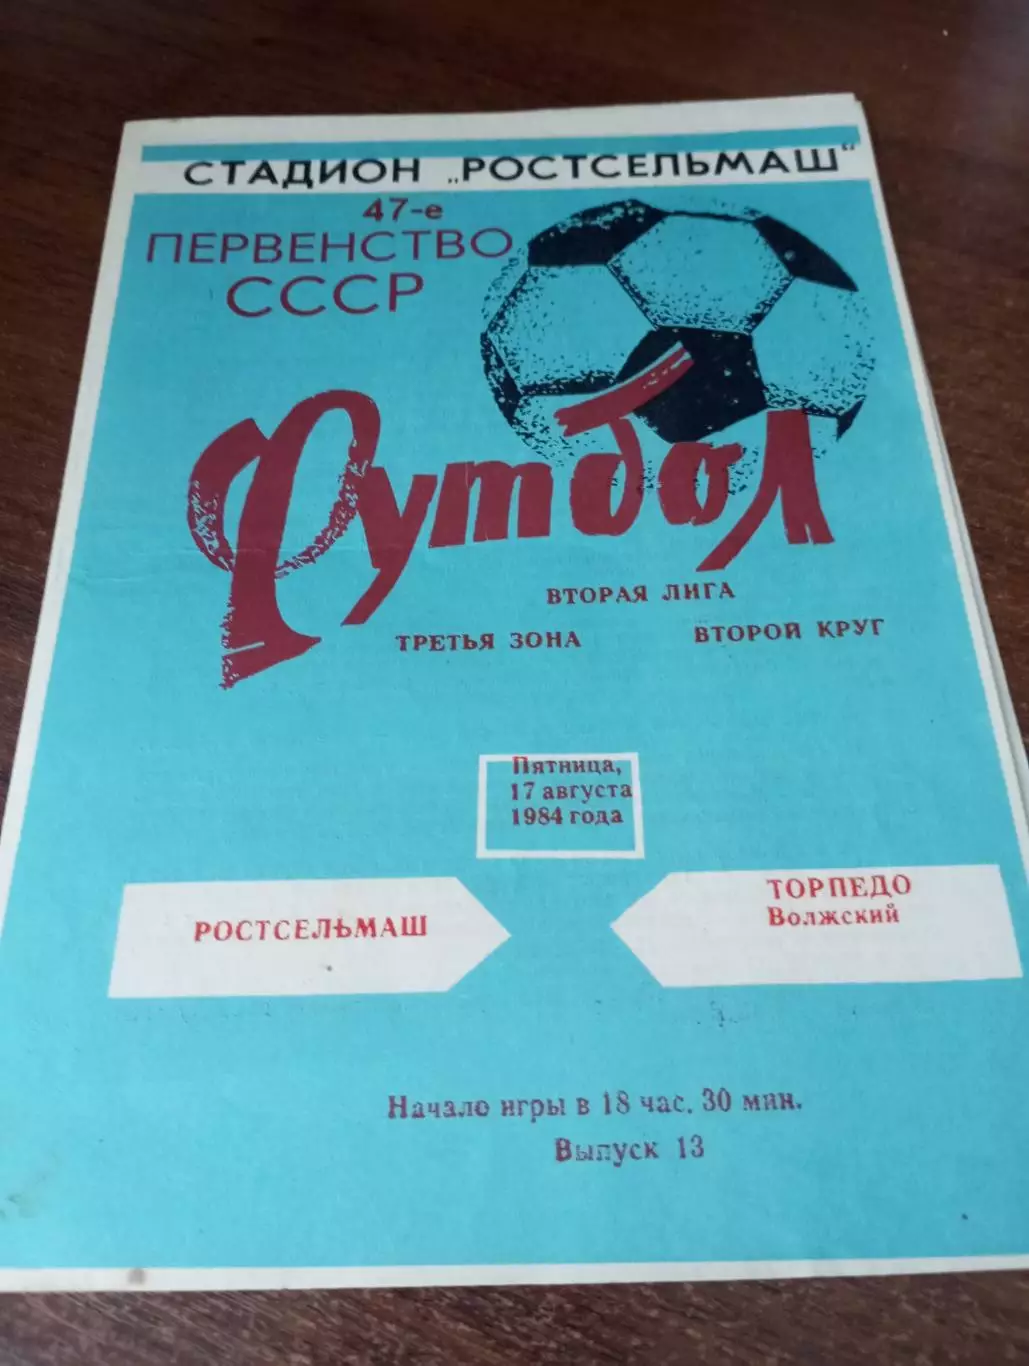 СТАДИОН „РОСТСЕЛЬМАШ“
47-е
ПЕРВЕНСТВО
СССР
Футбол
ВТОРАЯ ЛИГА
ТРЕТЬЯ ЗОНА ВТОРОЙ КРУГ
Пятница,
17 августа
1984 года
РОСТСЕЛЬМАШ
ТОРПЕДО
Волжский
Начало игры в 18 час. 30 мин.
Выпуск 13